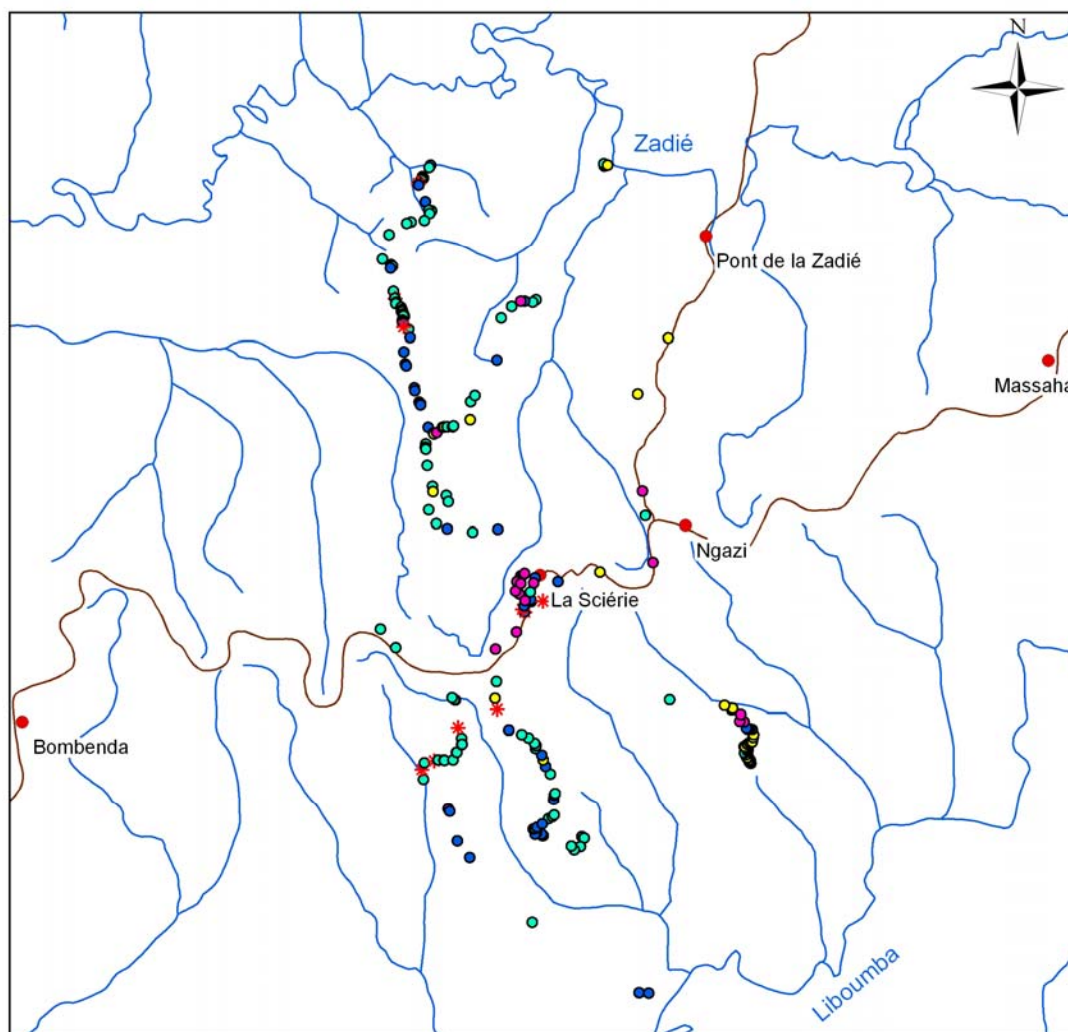 N
Zadié
Pont de la Zadié
Massaha
Ngazi
La Sciérie
Bombenda
Liboumba